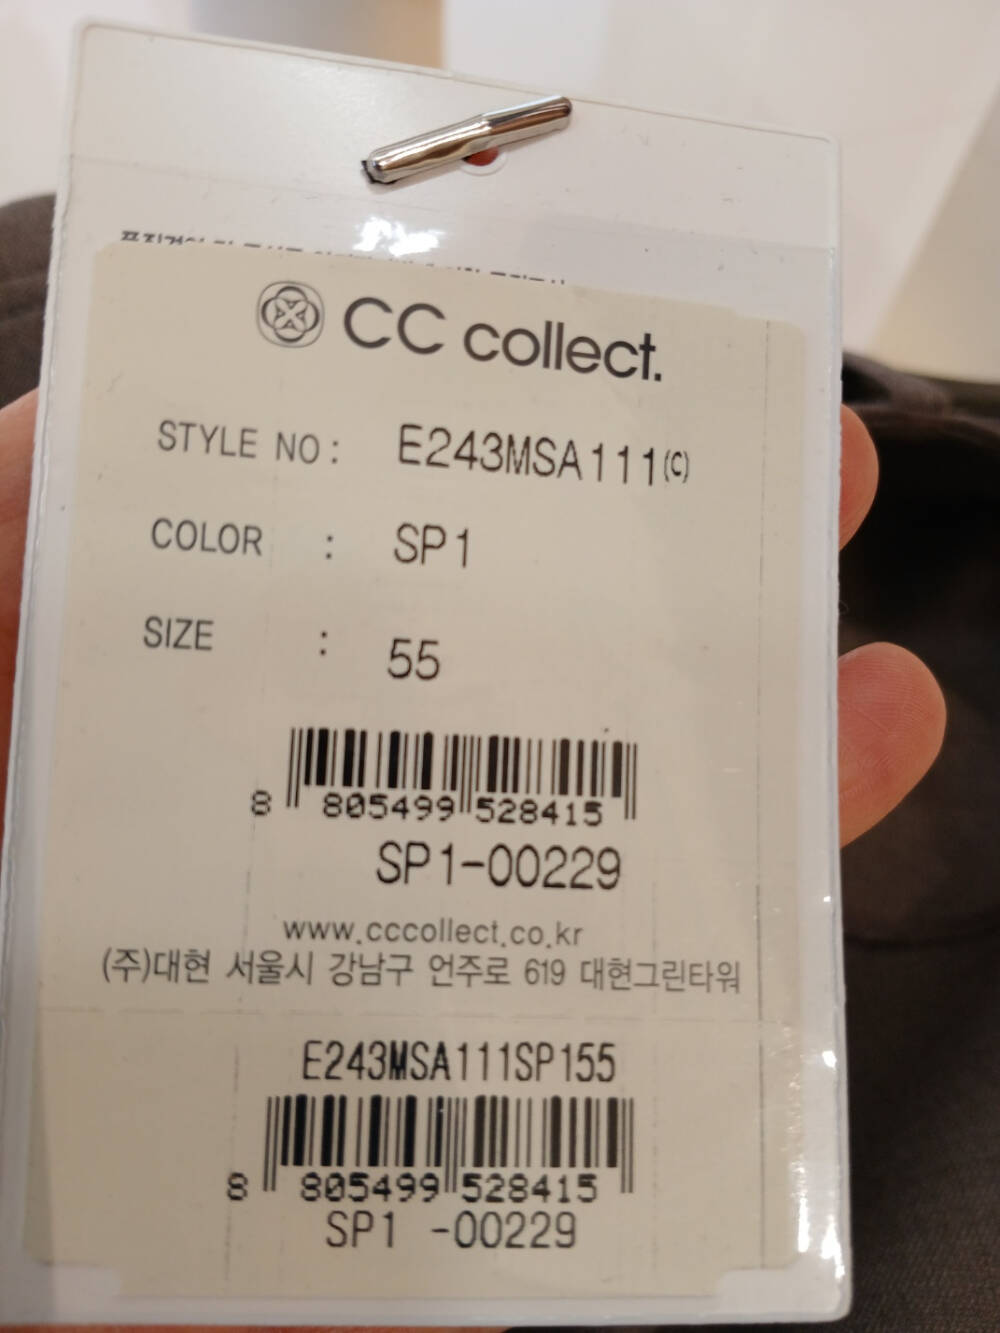 CC collect.
STYLE NO : E243MSA111(C)
COLOR : SP1
SIZE : 55
8 805499 528415
SP1-00229
www.cccollect.co.kr
(주)대현 서울시 강남구 언주로 619 대현그린타워
E243MSA111SP155
8 805499 528415
SP1 -00229